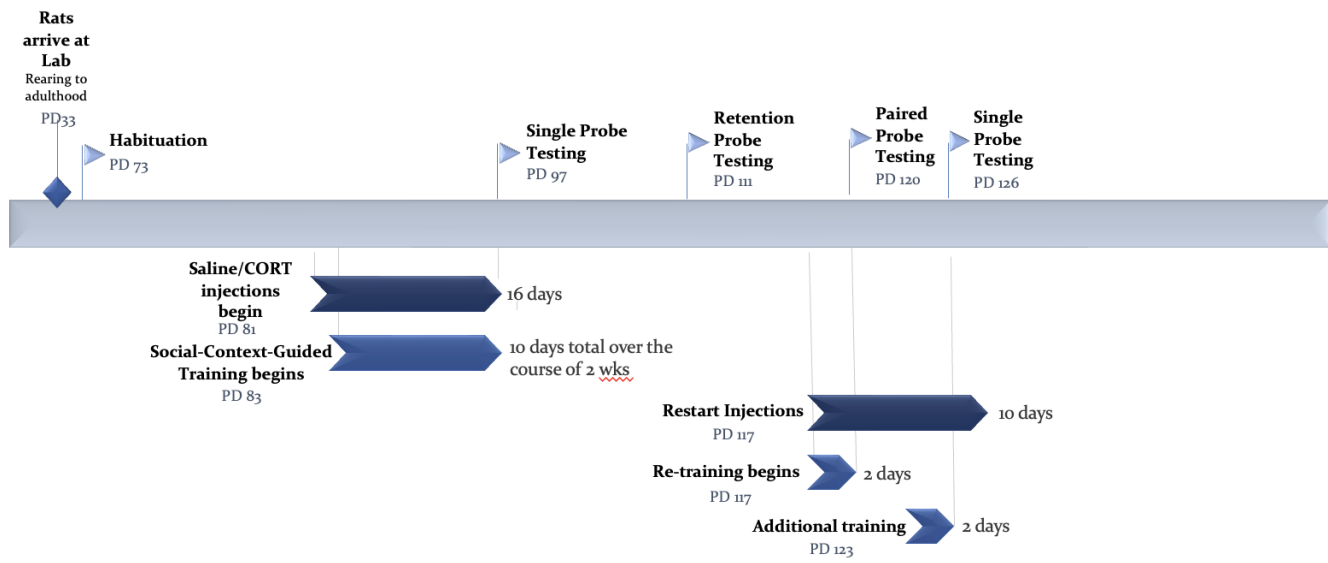 Rats
arrive at
Lab
Rearing to
adulthood
PD33
Habituation
PD 73
Single Probe
Testing
PD 97
Retention
Probe
Testing
PD 111
Paired
Probe
Testing
PD 120
Single
Probe
Testing
PD 126
Saline/CORT
injections
begin
PD 81
16 days
Social-Context-Guided
Training begins
PD 83
10 days total over the
course of 2 wks
Restart Injections
PD 117
10 days
Re-training begins
PD 117
2 days
Additional training
PD 123
2 days